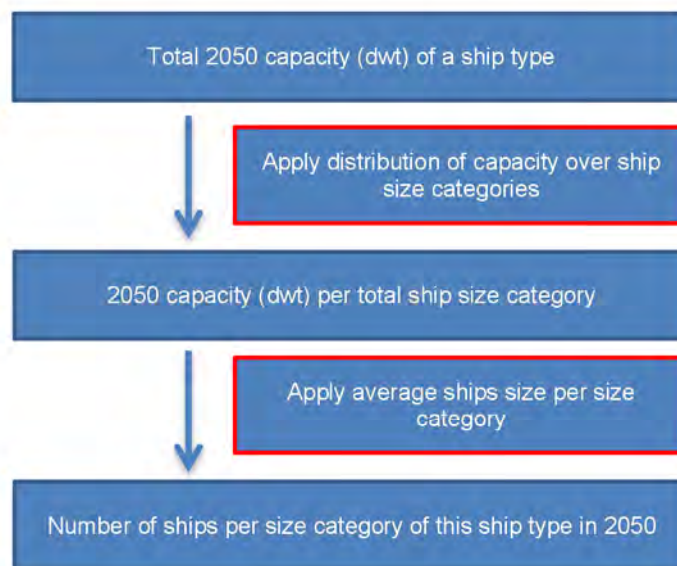 Total 2050 capacity (dwt) of a ship type
Apply distribution of capacity over ship
size categories
2050 capacity (dwt) per total ship size category
Apply average ships size per size
category
Number of ships per size category of this ship type in 2050